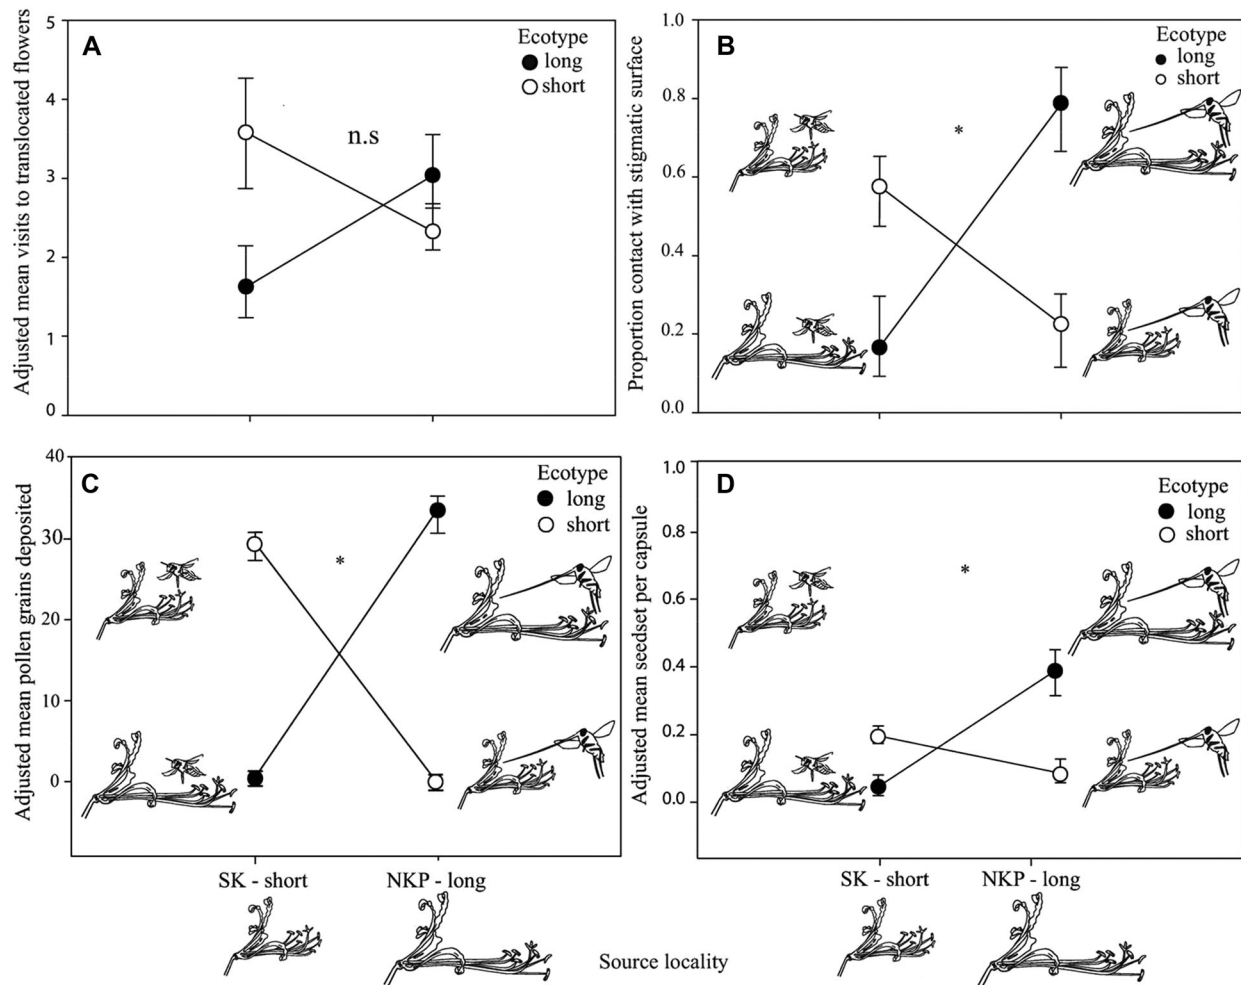 Adjusted mean visits to translocated flowers
5
4
3
2
1
0
A
n.s
Ecotype
long
short
Proportion contact with stigmatic surface
1.0
0.8
0.6
0.4
0.2
0.0
B
*
Ecotype
long
short
Adjusted mean pollen grains deposited
40
30
20
10
0
C
*
Ecotype
long
short
SK - short
NKP - long
Adjusted mean seedset per capsule
1.0
0.8
0.6
0.4
0.2
0.0
D
*
Ecotype
long
short
SK - short
NKP - long
Source locality